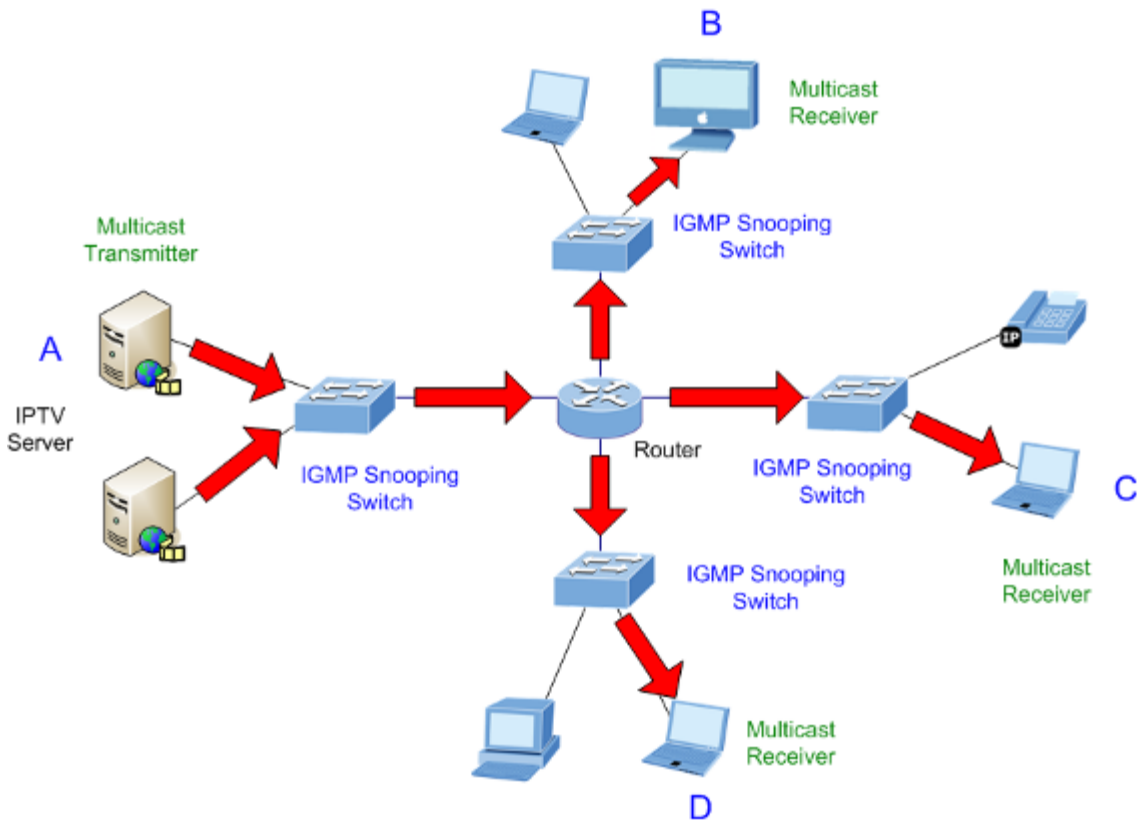 B
Multicast
Receiver
Multicast
Transmitter
IGMP Snooping
Switch
A
IPTV
Server
IP
Router
IGMP Snooping
Switch
IGMP Snooping
Switch
C
IGMP Snooping
Switch
Multicast
Receiver
Multicast
Receiver
D